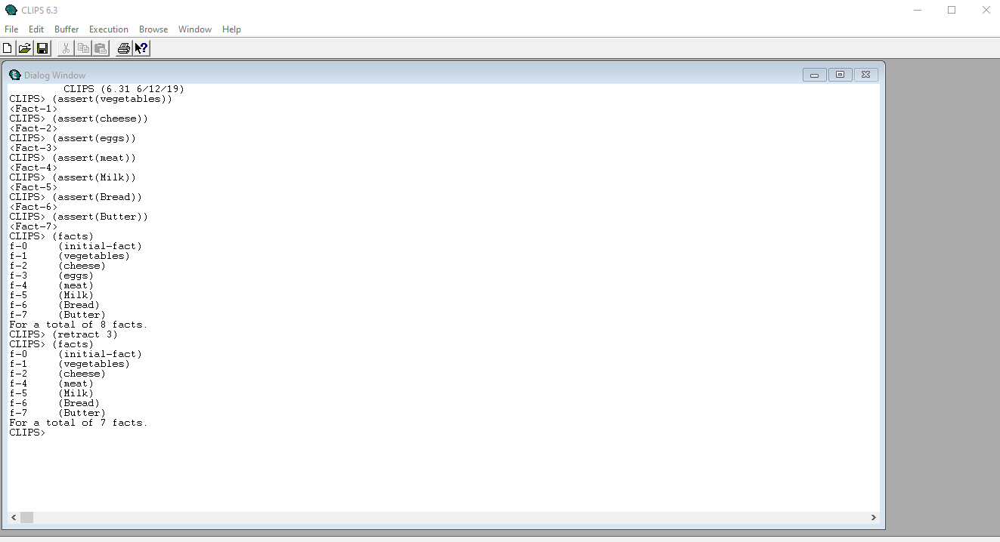 CLIPS 6.3
File Edit Buffer Execution Browse Window Help
Dialog Window
CLIPS (6.31 6/12/19)
CLIPS> (assert(vegetables))
<Fact-1>
CLIPS> (assert(cheese))
<Fact-2>
CLIPS> (assert(eggs))
<Fact-3>
CLIPS> (assert(meat))
<Fact-4>
CLIPS> (assert(Milk))
<Fact-5>
CLIPS> (assert(Bread))
<Fact-6>
CLIPS> (assert(Butter))
<Fact-7>
CLIPS> (facts)
f-0     (initial-fact)
f-1     (vegetables)
f-2     (cheese)
f-3     (eggs)
f-4     (meat)
f-5     (Milk)
f-6     (Bread)
f-7     (Butter)
For a total of 8 facts.
CLIPS> (retract 3)
CLIPS> (facts)
f-0     (initial-fact)
f-1     (vegetables)
f-2     (cheese)
f-4     (meat)
f-5     (Milk)
f-6     (Bread)
f-7     (Butter)
For a total of 7 facts.
CLIPS>